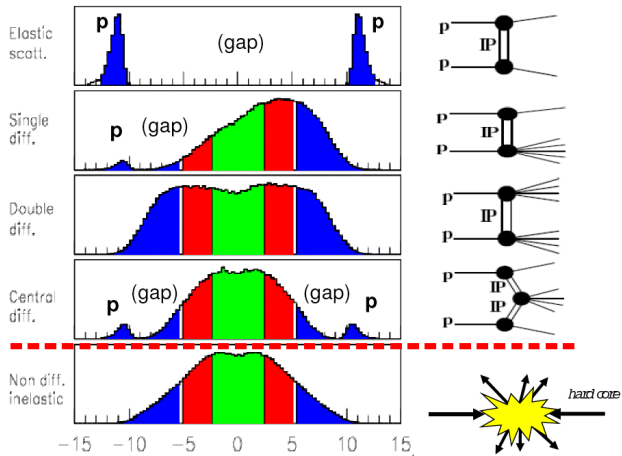 Elastic
scatt.
p
(gap)
p
p
IP
p
Single
diff.
p
(gap)
p
IP
p
Double
diff.
p
IP
p
Central
diff.
p
(gap)
(gap)
p
p
IP
IP
p
Non diff.
inelastic
hard core
-15 -10 -5 0 5 10 15